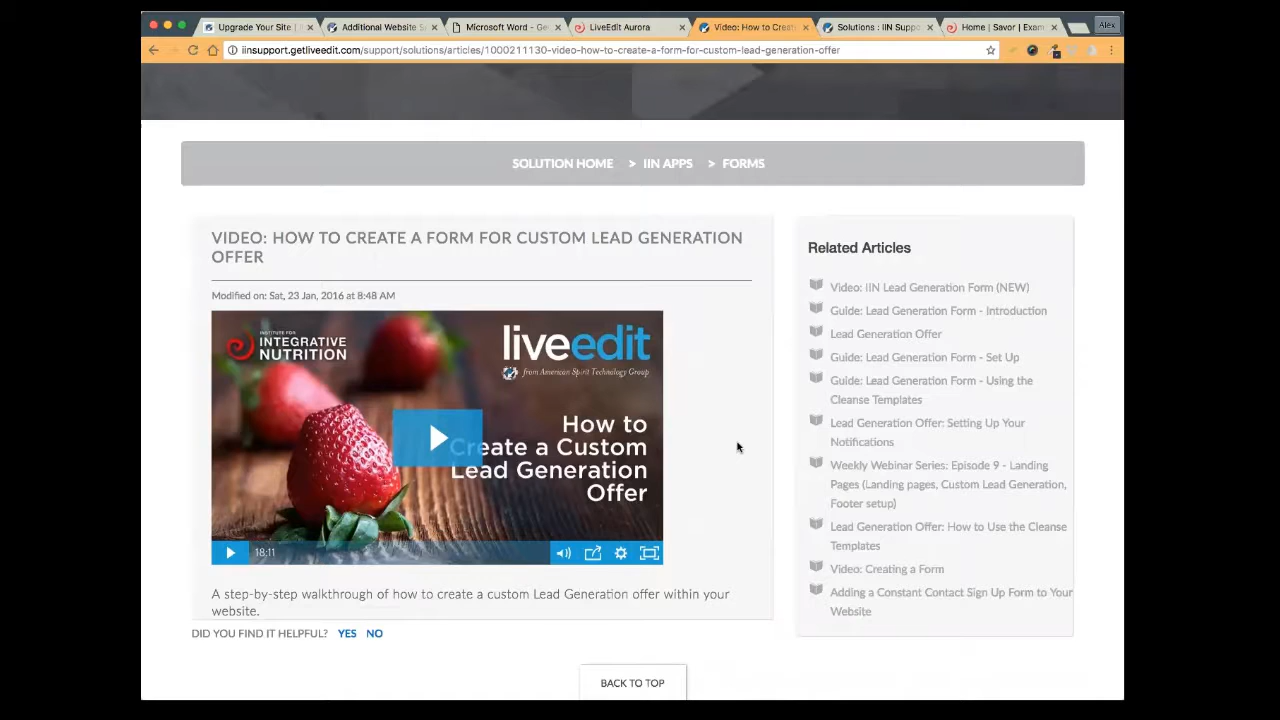 Upgrade Your Site |
Additional Website S
Microsoft Word - Ge
LiveEdit Aurora
Video: How to Creat
Solutions : IIN Suppo
Home | Savor | Exam
Alex
iinsupport.getliveedit.com/support/solutions/articles/1000211130-video-how-to-create-a-form-for-custom-lead-generation-offer
SOLUTION HOME > IIN APPS > FORMS
VIDEO: HOW TO CREATE A FORM FOR CUSTOM LEAD GENERATION
OFFER
Modified on: Sat, 23 Jan, 2016 at 8:48 AM
INSTITUTE FOR
INTEGRATIVE
NUTRITION
liveedit
from American Spirit Technology Group
How to
Create a Custom
Lead Generation
Offer
18:11
A step-by-step walkthrough of how to create a custom Lead Generation offer within your
website.
DID YOU FIND IT HELPFUL? YES NO
Related Articles
Video: IIN Lead Generation Form (NEW)
Guide: Lead Generation Form - Introduction
Lead Generation Offer
Guide: Lead Generation Form - Set Up
Guide: Lead Generation Form - Using the
Cleanse Templates
Lead Generation Offer: Setting Up Your
Notifications
Weekly Webinar Series: Episode 9 - Landing
Pages (Landing pages, Custom Lead Generation,
Footer setup)
Lead Generation Offer: How to Use the Cleanse
Templates
Video: Creating a Form
Adding a Constant Contact Sign Up Form to Your
Website
BACK TO TOP